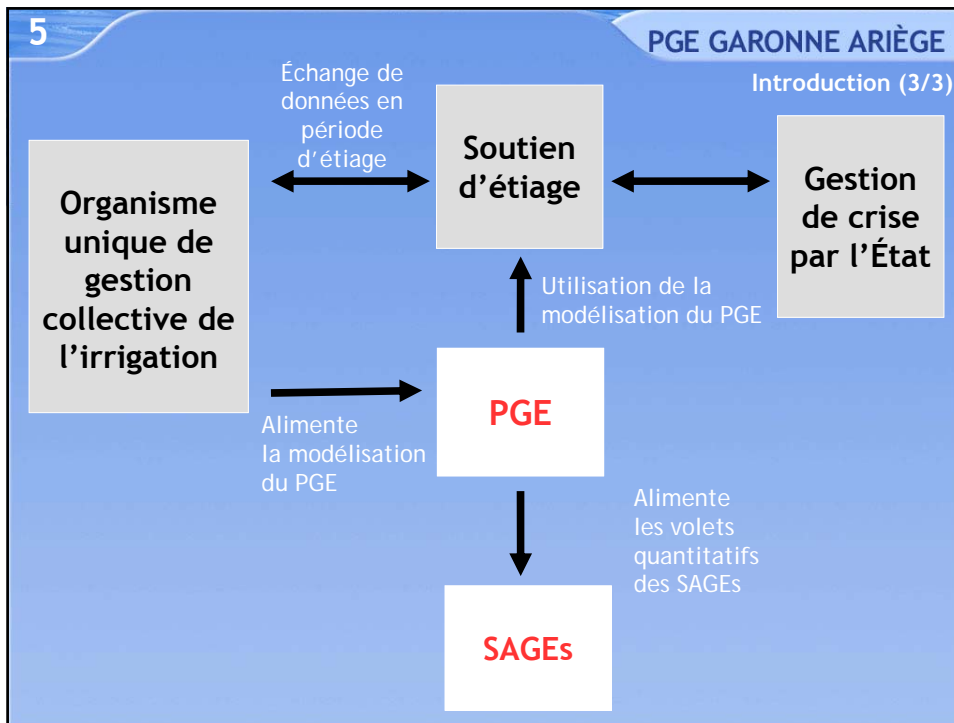 5
PGE GARONNE ARIÈGE
Introduction (3/3)
Échange de
données en
période
d’étiage
Organisme
unique de
gestion
collective de
l’irrigation
Soutien
d’étiage
Gestion
de crise
par l’État
Utilisation de la
modélisation du PGE
Alimente
la modélisation
du PGE
PGE
Alimente
les volets
quantitatifs
des SAGEs
SAGEs